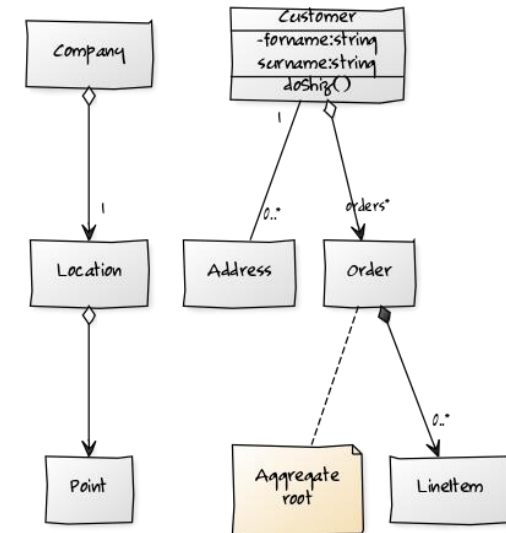 Company
Customer
-forname:string
surname:string
doShiz()
1
1
0..*
orders*
Location
Address
Order
0..*
Aggregate
root
Point
LineItem